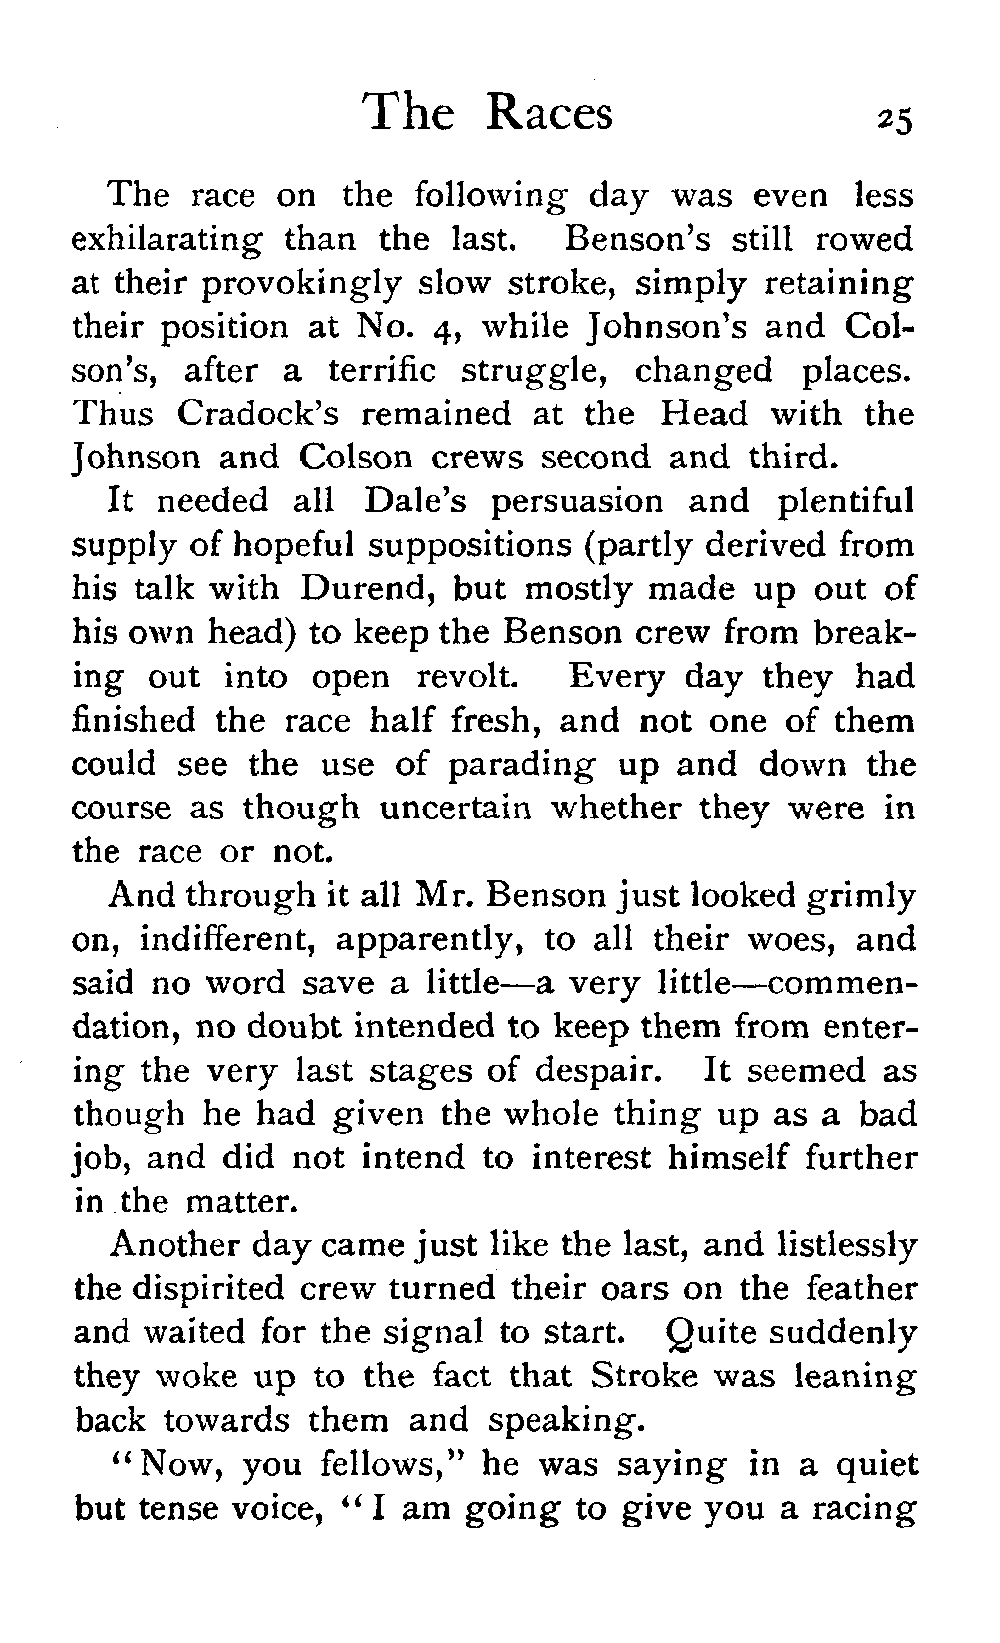 The Races 25
The race on the following day was even less
exhilarating than the last. Benson's still rowed
at their provokingly slow stroke, simply retaining
their position at No. 4, while Johnson's and Col-
son's, after a terrific struggle, changed places.
Thus Cradock's remained at the Head with the
Johnson and Colson crews second and third.
It needed all Dale's persuasion and plentiful
supply of hopeful suppositions (partly derived from
his talk with Durend, but mostly made up out of
his own head) to keep the Benson crew from break-
ing out into open revolt. Every day they had
finished the race half fresh, and not one of them
could see the use of parading up and down the
course as though uncertain whether they were in
the race or not.
And through it all Mr. Benson just looked grimly
on, indifferent, apparently, to all their woes, and
said no word save a little—a very little—commen-
dation, no doubt intended to keep them from enter-
ing the very last stages of despair. It seemed as
though he had given the whole thing up as a bad
job, and did not intend to interest himself further
in the matter.
Another day came just like the last, and listlessly
the dispirited crew turned their oars on the feather
and waited for the signal to start. Quite suddenly
they woke up to the fact that Stroke was leaning
back towards them and speaking.
"Now, you fellows," he was saying in a quiet
but tense voice, "I am going to give you a racing